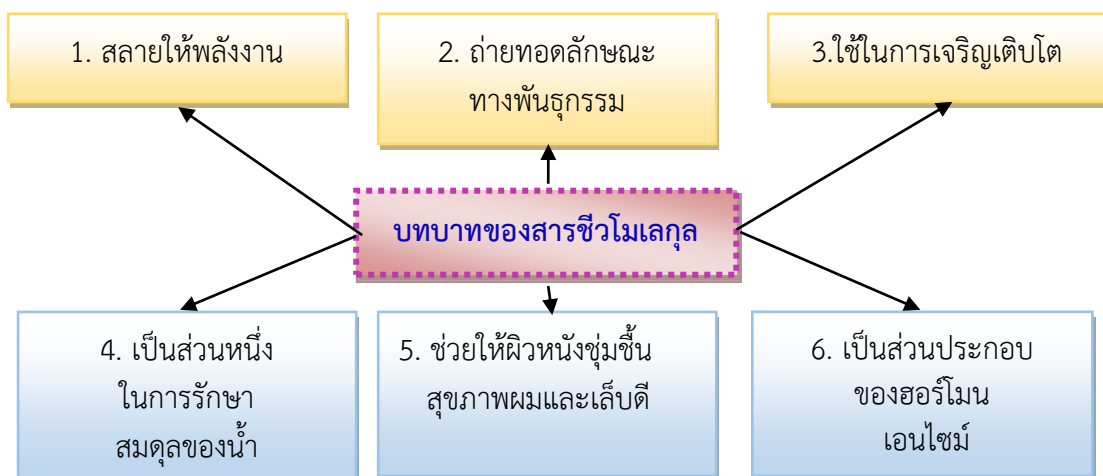 1. สลายให้พลังงาน
2. ถ่ายทอดลักษณะ
ทางพันธุกรรม
3.ใช้ในการเจริญเติบโต
บทบาทของสารชีวโมเลกุล
4. เป็นส่วนหนึ่ง
ในการรักษา
สมดุลของน้ำ
5. ช่วยให้ผิวหนังชุ่มชื้น
สุขภาพผมและเล็บดี
6. เป็นส่วนประกอบ
ของฮอร์โมน
เอนไซม์